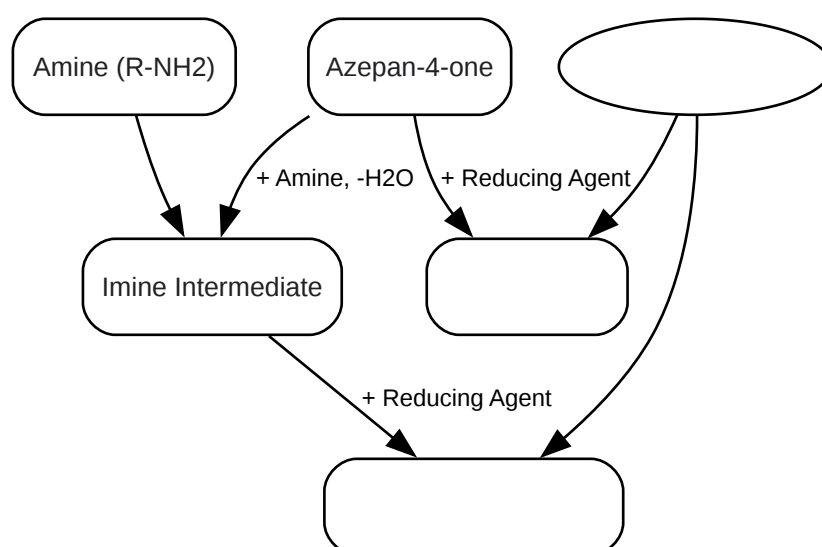 Amine (R-NH2)
Azepan-4-one
+ Amine, -H2O
+ Reducing Agent
Imine Intermediate
+ Reducing Agent